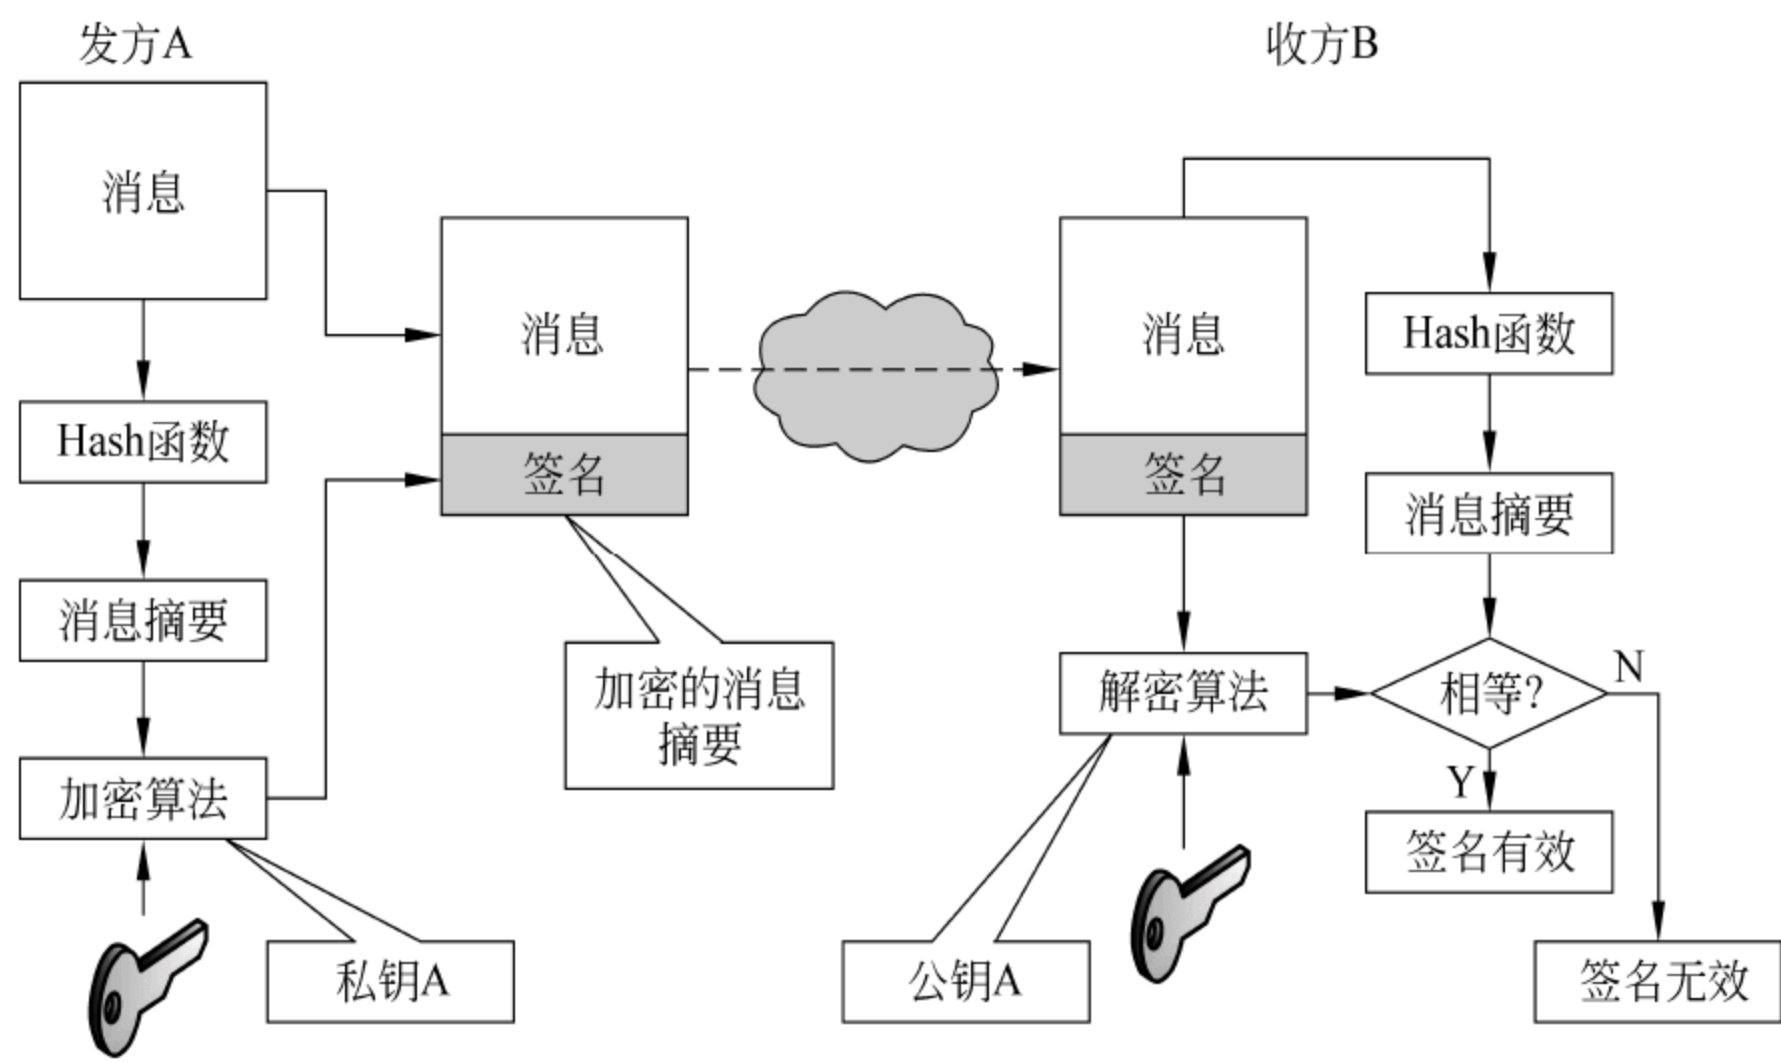 发方A
收方B
消息
消息
签名
消息
签名
Hash函数
消息摘要
加密算法
私钥A
加密的消息
摘要
Hash函数
消息摘要
解密算法
公钥A
相等?
N
Y
签名有效
签名无效